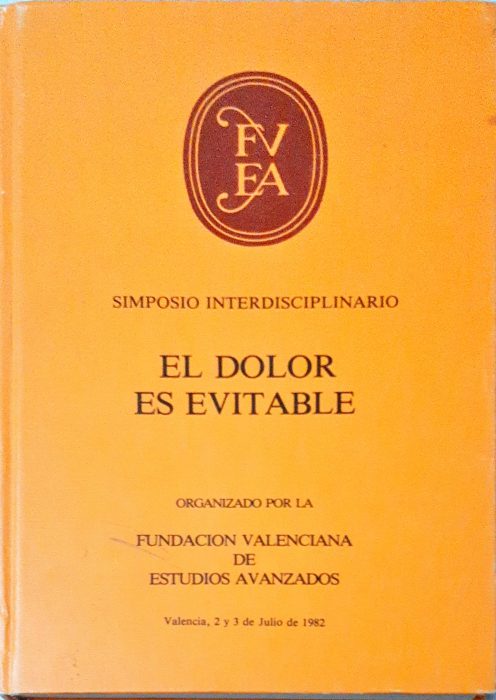 FV
EA
SIMPOSIO INTERDISCIPLINARIO
EL DOLOR
ES EVITABLE
ORGANIZADO POR LA
FUNDACION VALENCIANA
DE
ESTUDIOS AVANZADOS
Valencia, 2 y 3 de Julio de 1982